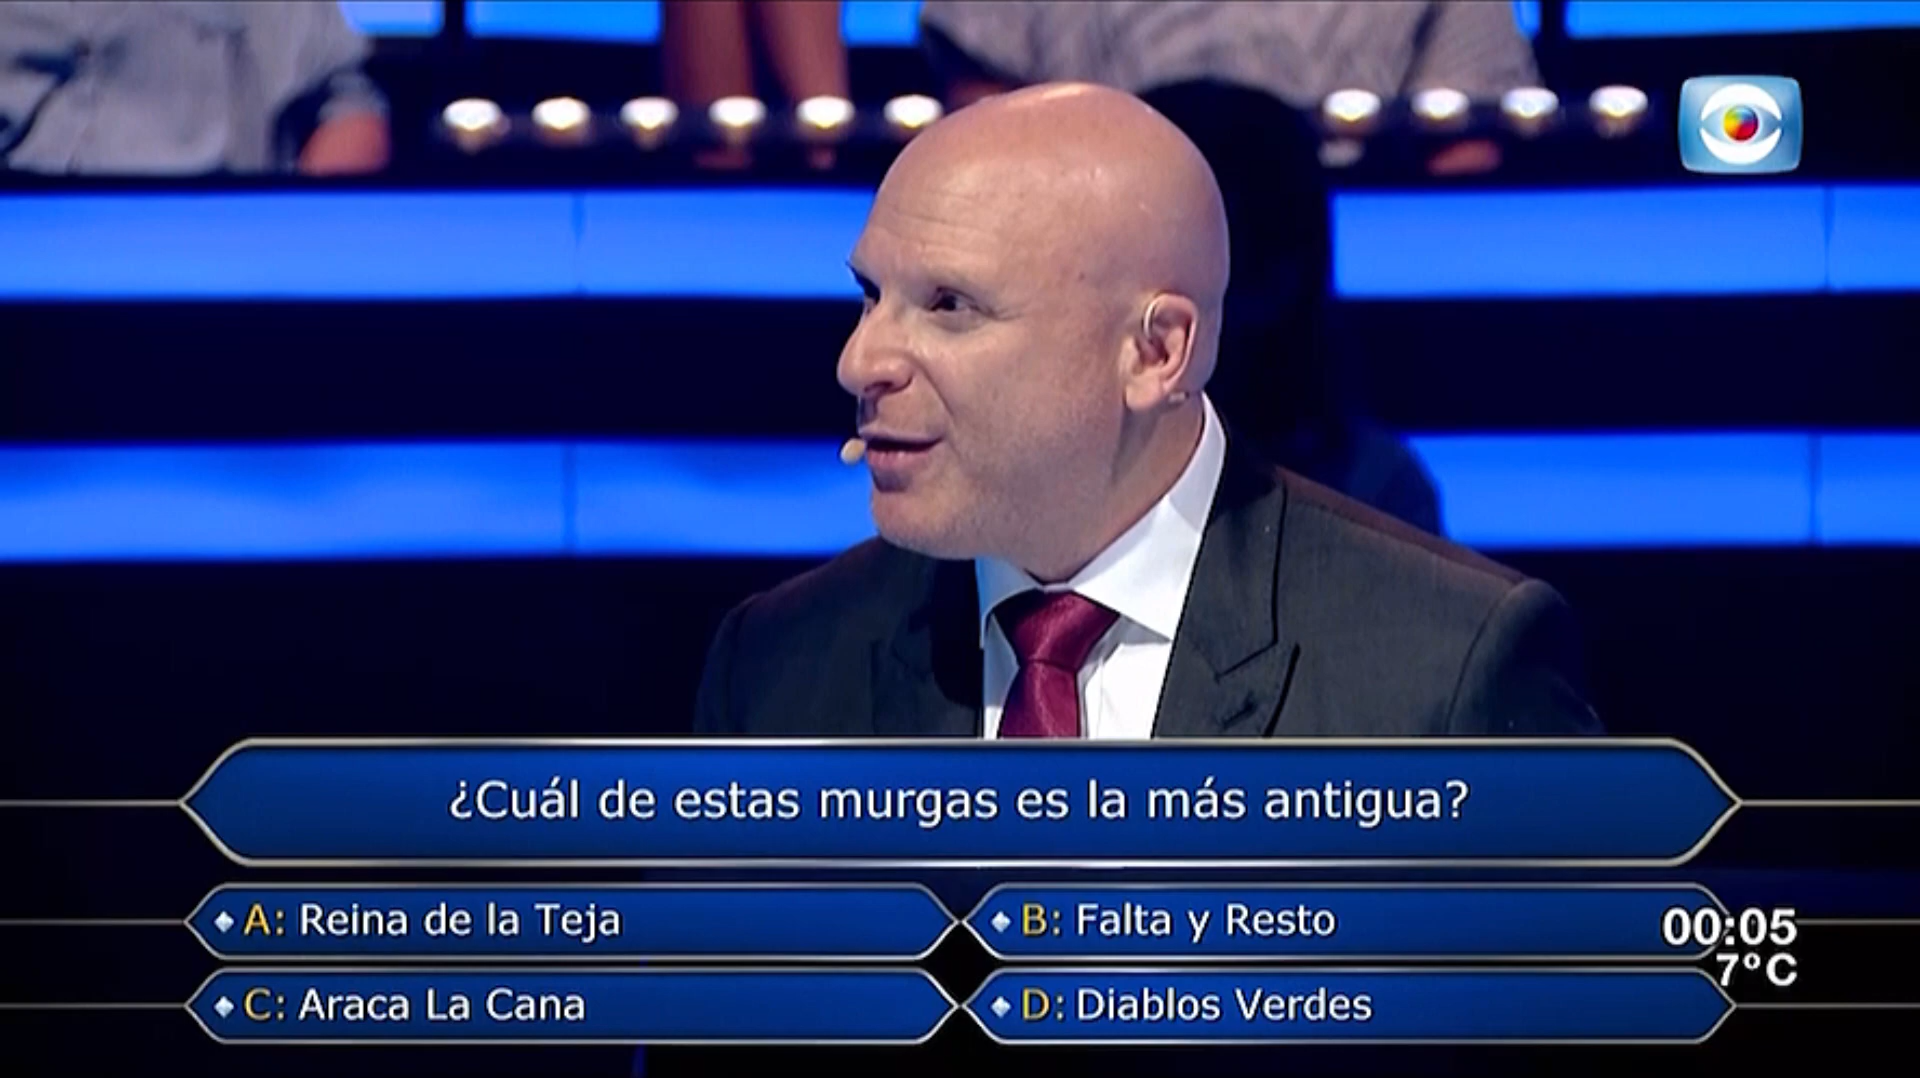 ¿Cuál de estas murgas es la más antigua?
A: Reina de la Teja
B: Falta y Resto
00:05
7°C
C: Araca La Cana
D: Diablos Verdes